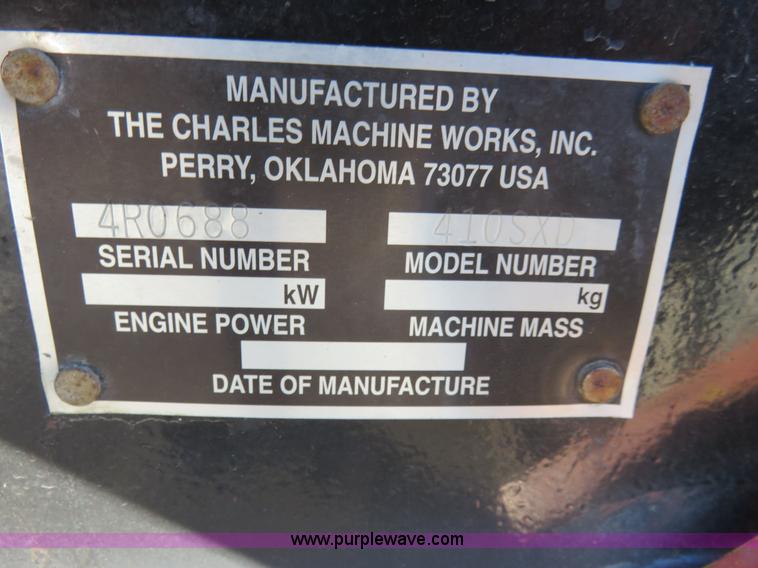 MANUFACTURED BY
THE CHARLES MACHINE WORKS, INC.
PERRY, OKLAHOMA 73077 USA
4R0688 410SXD
SERIAL NUMBER MODEL NUMBER
kW kg
ENGINE POWER MACHINE MASS
DATE OF MANUFACTURE
www.purplewave.com